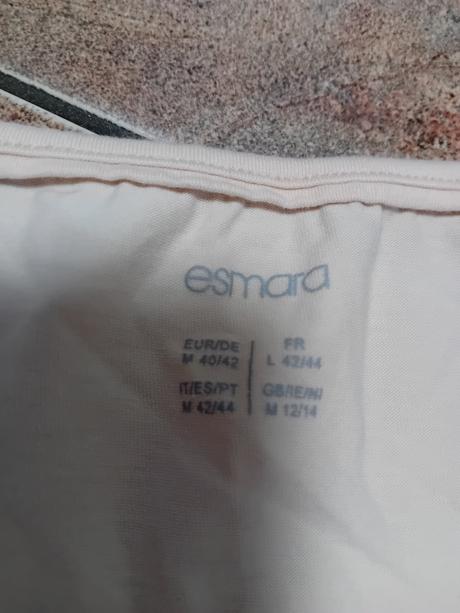 esmara
EUR/DE
M 40/42
FR
L 42/44
IT/ES/PT
M 42/44
GB/IE/NI
M 12/14